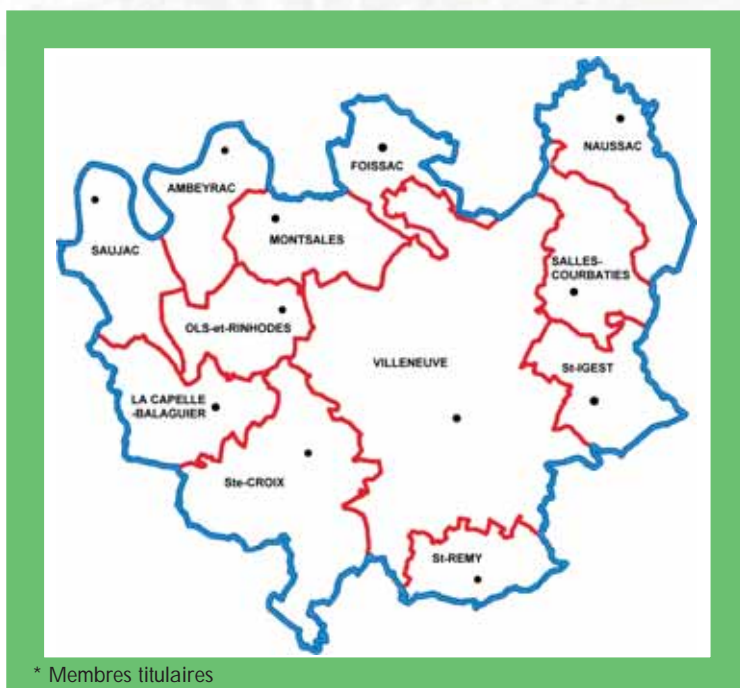 NAUSSAC
FOISSAC
AMBEYRAC
MONTSALES
SAUJAC
SALLES-
COURBATIES
OLS-et-RINHODES
VILLENEUVE
St-IGEST
LA CAPELLE
-BALAGUIER
Ste-CROIX
St-REMY
* Membres titulaires